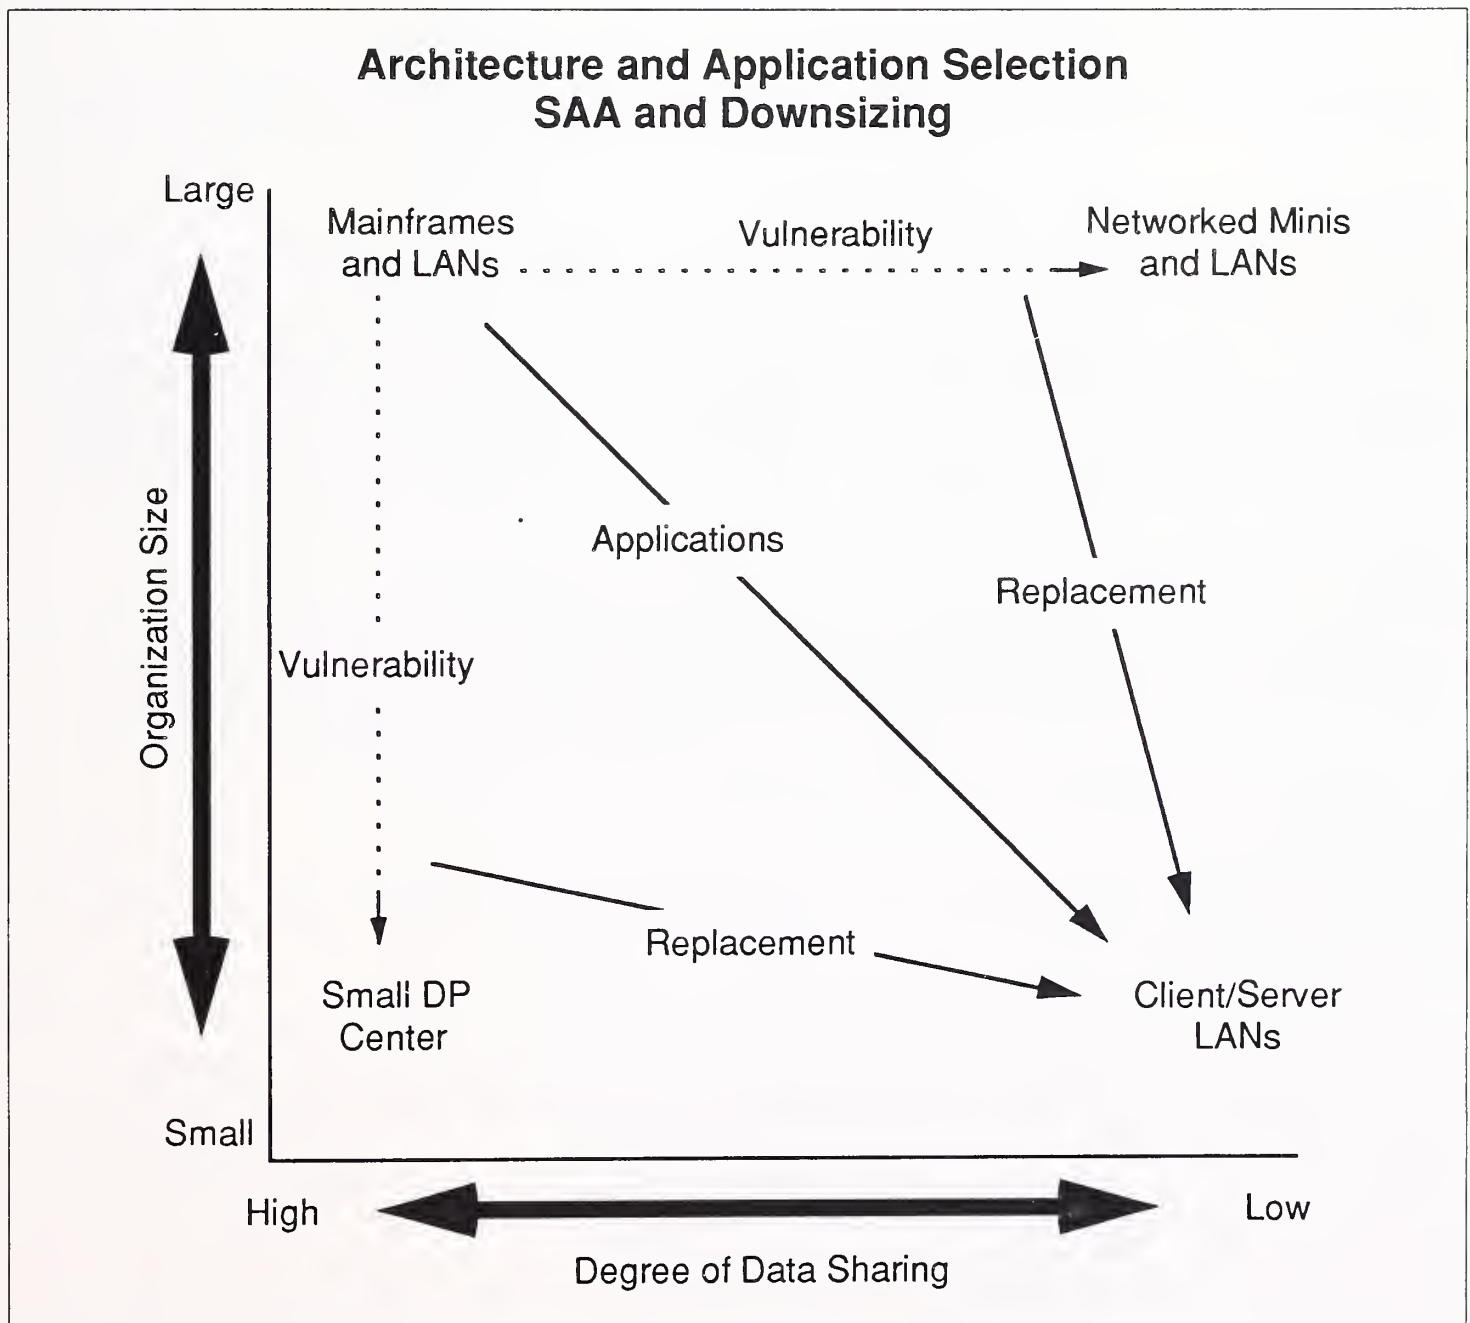 Architecture and Application Selection
SAA and Downsizing
Large
Mainframes
and LANs
Vulnerability
Networked Minis
and LANs
Applications
Replacement
Organization Size
Vulnerability
Replacement
Small DP
Center
Client/Server
LANs
Small
High
Low
Degree of Data Sharing